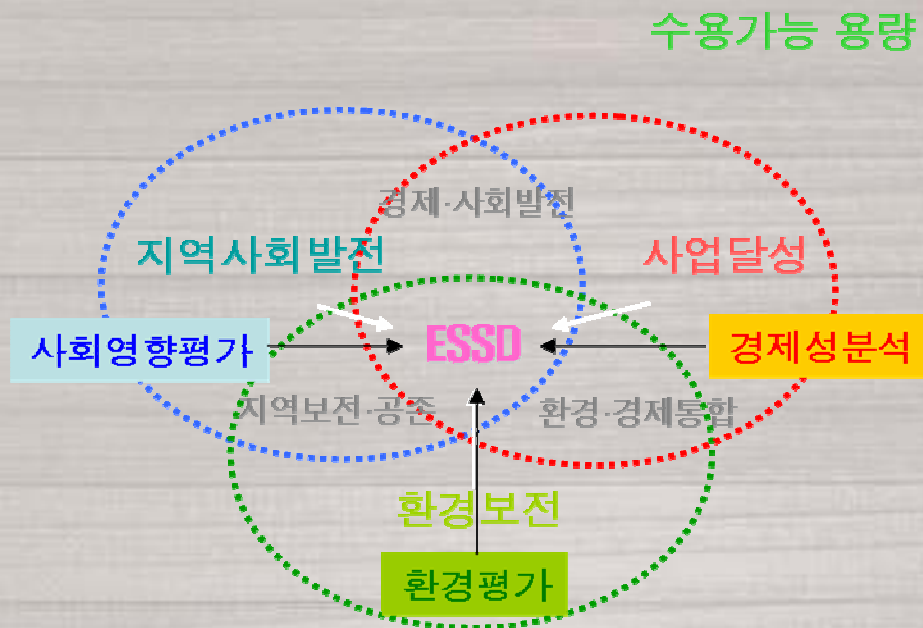 수용가능 용량
경제·사회발전
지역사회발전
사업달성
사회영향평가
ESSD
경제성분석
지역보전·공존
환경·경제통합
환경보전
환경평가